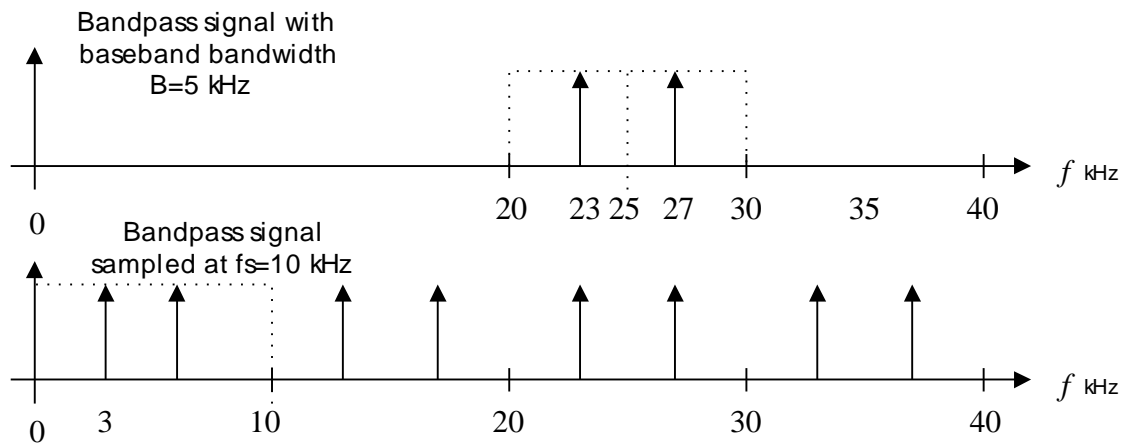 Bandpass signal with
baseband bandwidth
B=5 kHz
f kHz
0 20 23 25 27 30 35 40
Bandpass signal
sampled at fs=10 kHz
f kHz
0 3 10 20 30 40